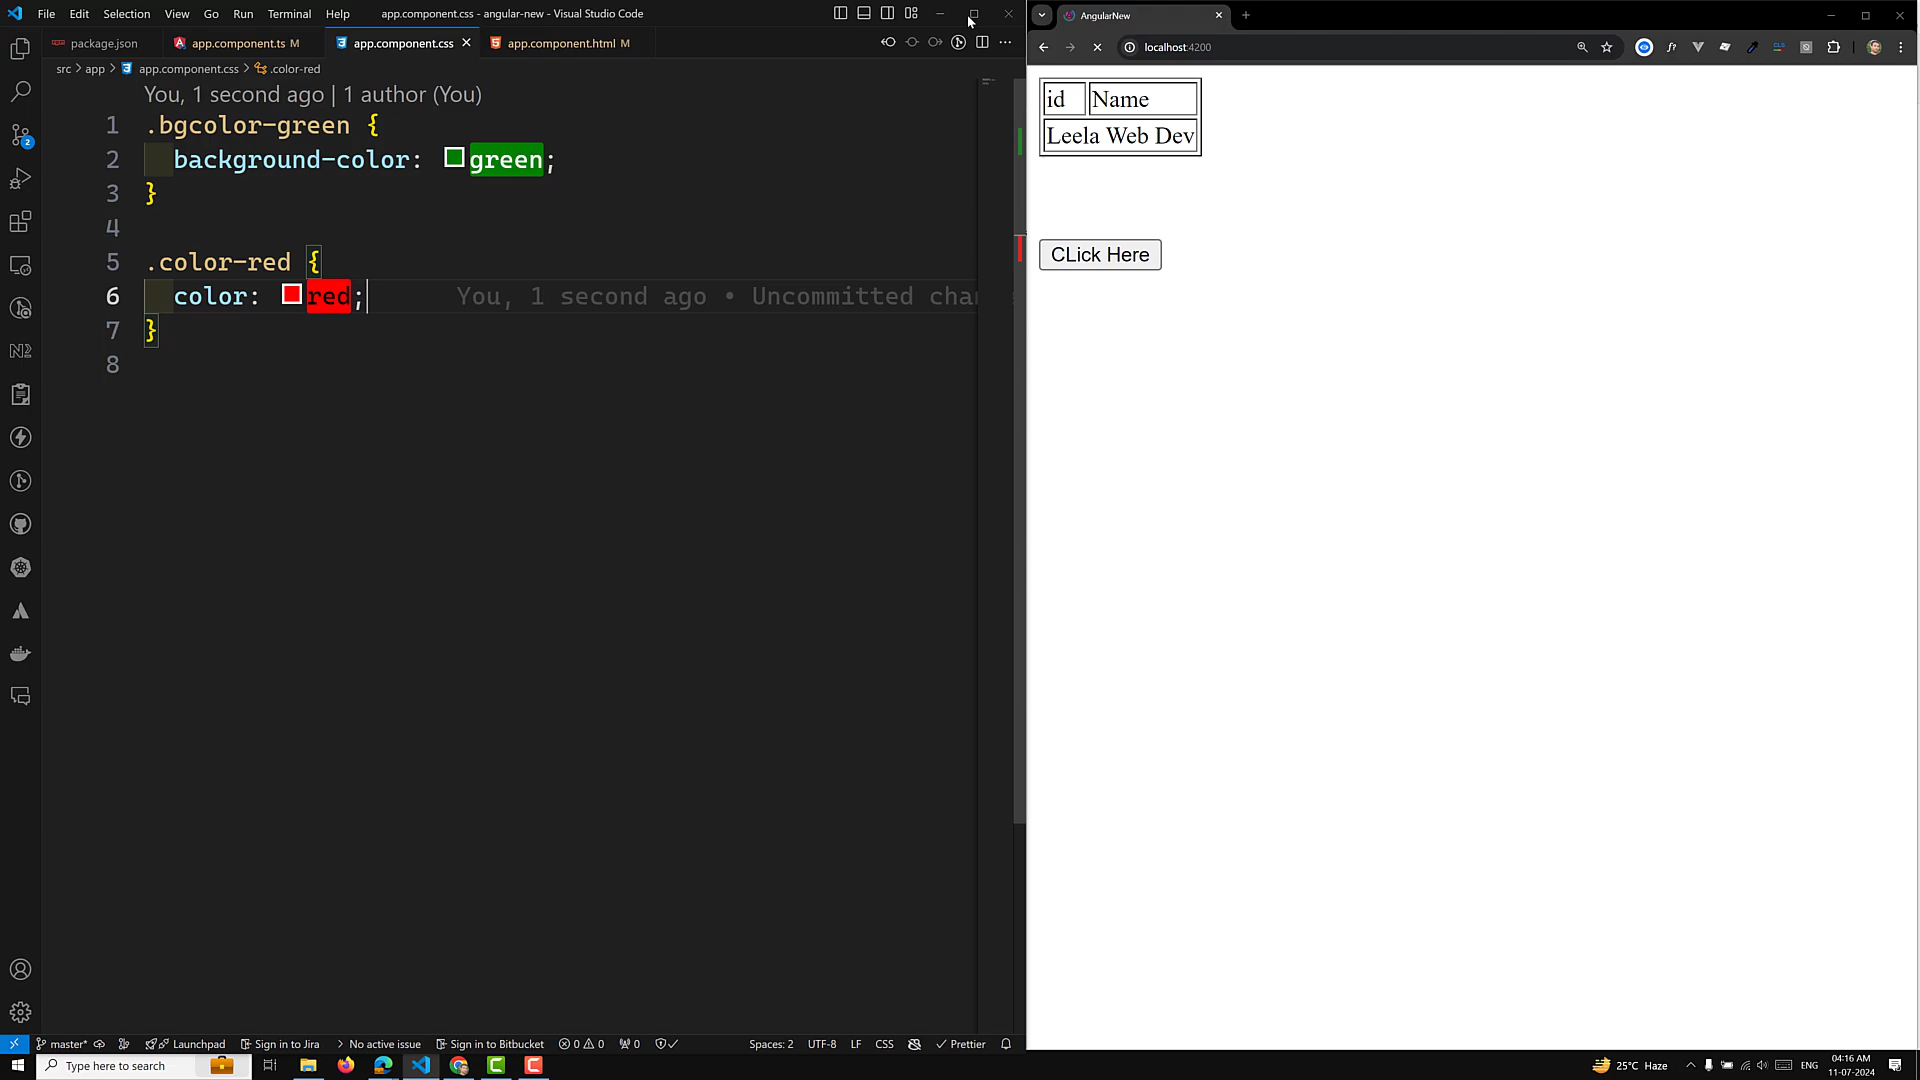 File Edit Selection View Go Run Terminal Help app.component.css - angular-new - Visual Studio Code
package.json app.component.ts M app.component.css app.component.html M
src > app > app.component.css > .color-red
You, 1 second ago | 1 author (You)
1 .bgcolor-green {
2 background-color: green;
3 }
4
5 .color-red {
6 color: red; You, 1 second ago • Uncommitted chan
7 }
8
master* Launchpad Sign in to Jira No active issue Sign in to Bitbucket 0 0 0 Spaces: 2 UTF-8 LF CSS Prettier
AngularNew
localhost:4200
id Name
Leela Web Dev
CLick Here
Type here to search
25°C Haze ENG 04:16 AM
11-07-2024